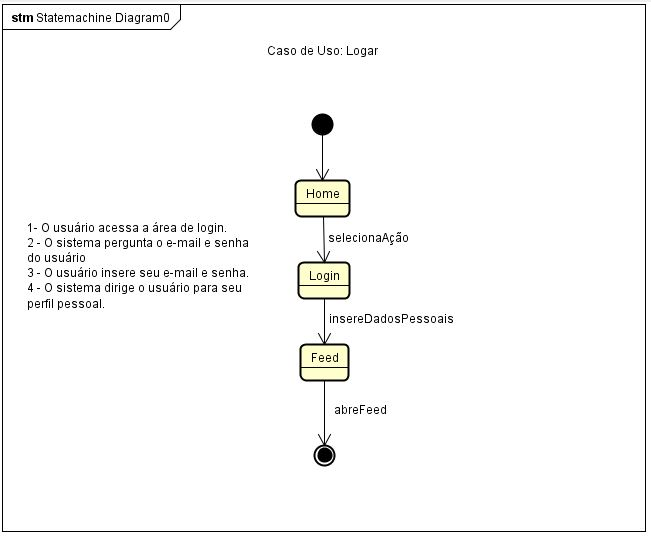 stm Statemachine Diagram0
Caso de Uso: Logar
Home
1- O usuário acessa a área de login.
2 - O sistema pergunta o e-mail e senha
do usuário
3 - O usuário insere seu e-mail e senha.
4 - O sistema dirige o usuário para seu
perfil pessoal.
selecionaAção
Login
insereDadosPessoais
Feed
abreFeed